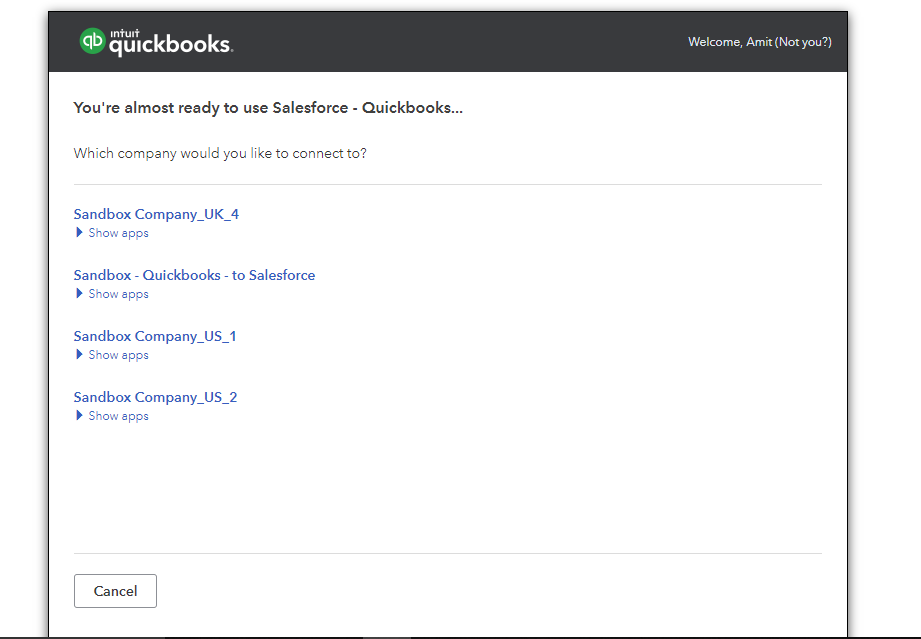 intuit
qb quickbooks.
Welcome, Amit (Not you?)
You're almost ready to use Salesforce - Quickbooks...
Which company would you like to connect to?
Sandbox Company_UK_4
Show apps
Sandbox - Quickbooks - to Salesforce
Show apps
Sandbox Company_US_1
Show apps
Sandbox Company_US_2
Show apps
Cancel